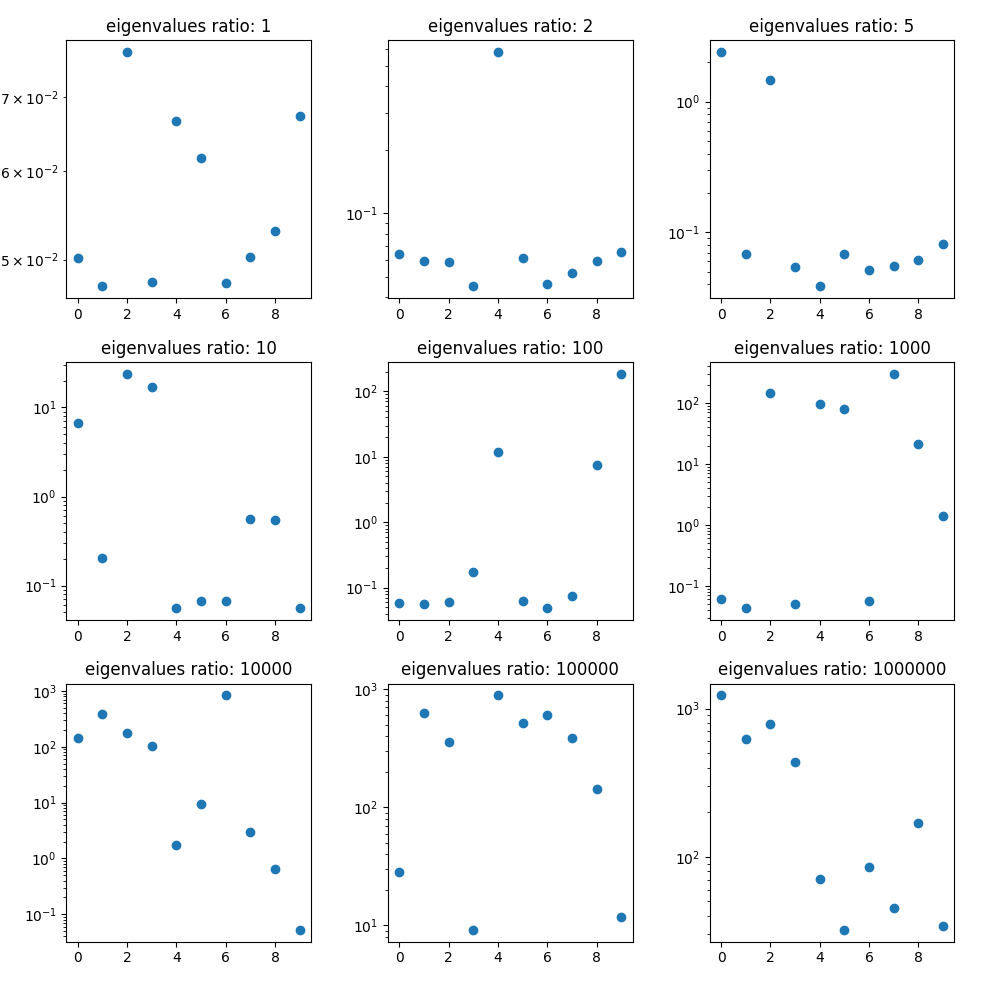 eigenvalues ratio: 1
eigenvalues ratio: 2
eigenvalues ratio: 5
7 × 10⁻²
6 × 10⁻²
5 × 10⁻²
0 2 4 6 8
10⁻¹
0 2 4 6 8
10⁰
10⁻¹
0 2 4 6 8
eigenvalues ratio: 10
eigenvalues ratio: 100
eigenvalues ratio: 1000
10¹
10⁰
10⁻¹
0 2 4 6 8
10²
10¹
10⁰
10⁻¹
0 2 4 6 8
10²
10¹
10⁰
10⁻¹
0 2 4 6 8
eigenvalues ratio: 10000
eigenvalues ratio: 100000
eigenvalues ratio: 1000000
10³
10²
10¹
10⁰
10⁻¹
0 2 4 6 8
10³
10²
10¹
0 2 4 6 8
10³
10²
0 2 4 6 8